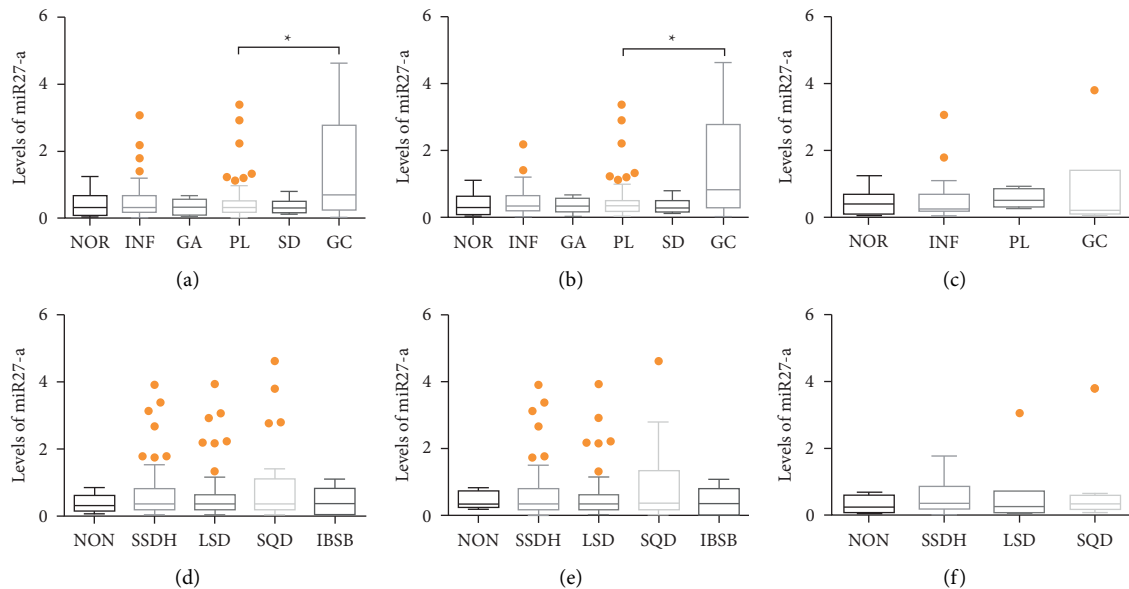 Levels of miR27-a
6
4
2
0
*
NOR INF GA PL SD GC
(a)
Levels of miR27-a
6
4
2
0
*
NOR INF GA PL SD GC
(b)
Levels of miR27-a
6
4
2
0
NOR INF PL GC
(c)
Levels of miR27-a
6
4
2
0
NON SSDH LSD SQD IBSB
(d)
Levels of miR27-a
6
4
2
0
NON SSDH LSD SQD IBSB
(e)
Levels of miR27-a
6
4
2
0
NON SSDH LSD SQD
(f)